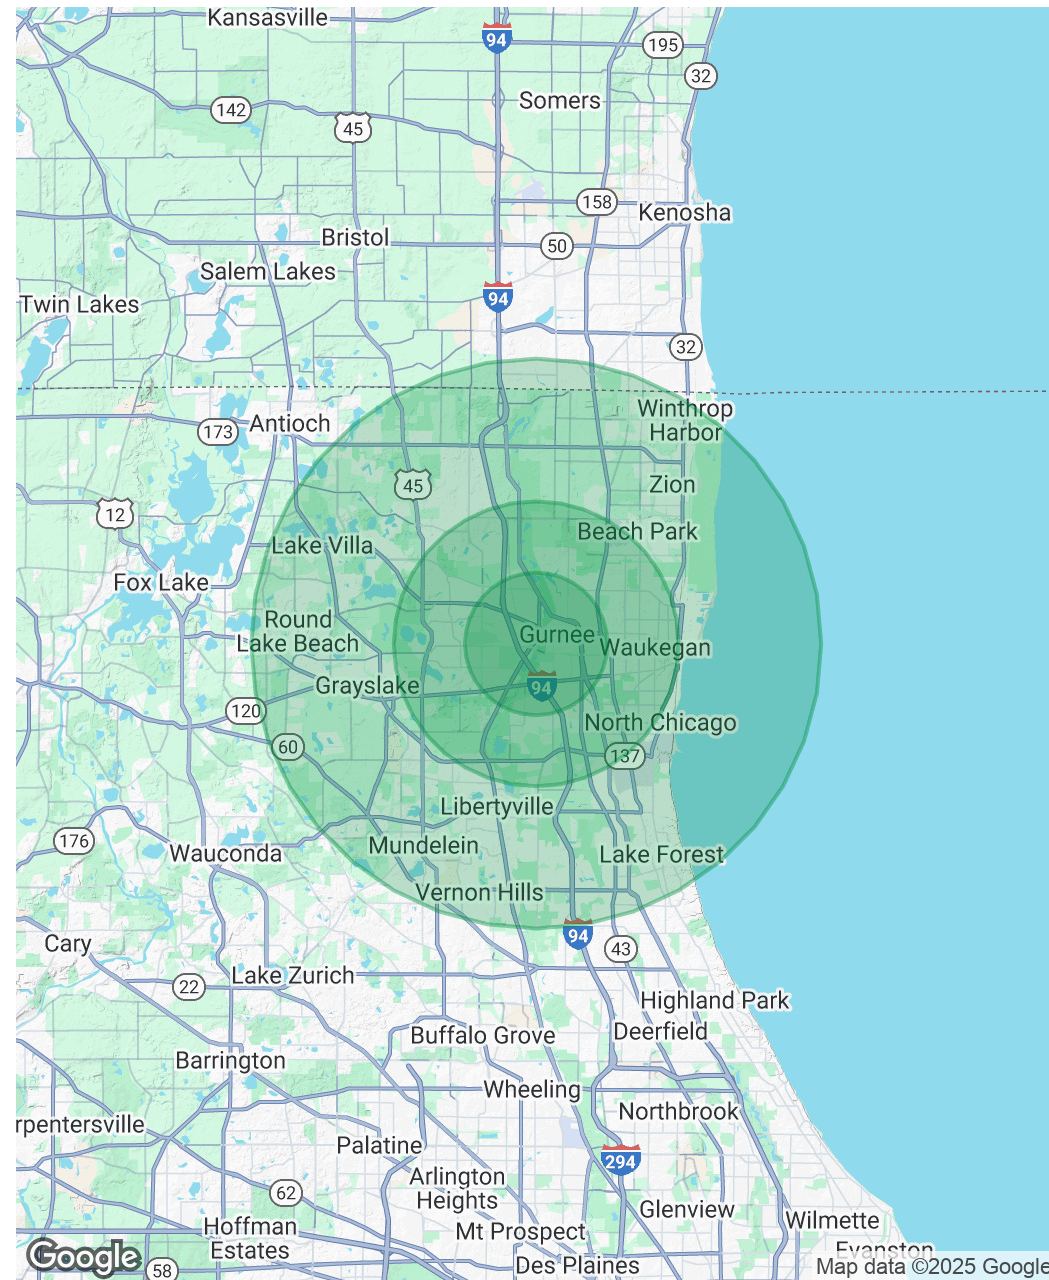 Kansasville
94
195
32
Somers
142
45
158
Kenosha
Bristol
50
Salem Lakes
94
Twin Lakes
32
Winthrop
Harbor
Antioch
173
Zion
45
12
Beach Park
Lake Villa
Fox Lake
Round
Lake Beach
Gurnee
Waukegan
Grayslake
94
120
North Chicago
60
137
Libertyville
176
Mundelein
Wauconda
Lake Forest
Vernon Hills
94
Cary
43
Lake Zurich
22
Highland Park
Deerfield
Buffalo Grove
Barrington
Wheeling
Northbrook
rpentersville
Palatine
294
Arlington
Heights
62
Glenview
Hoffman
Estates
Mt Prospect
Wilmette
Evanston
Google
58
Des Plaines
Map data ©2025 Google